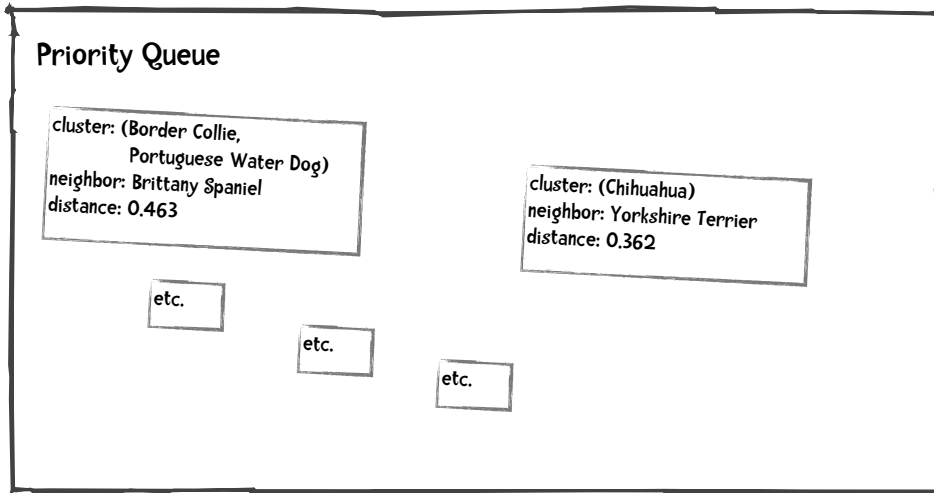 Priority Queue
cluster: (Border Collie,
Portuguese Water Dog)
neighbor: Brittany Spaniel
distance: 0.463
cluster: (Chihuahua)
neighbor: Yorkshire Terrier
distance: 0.362
etc.
etc.
etc.